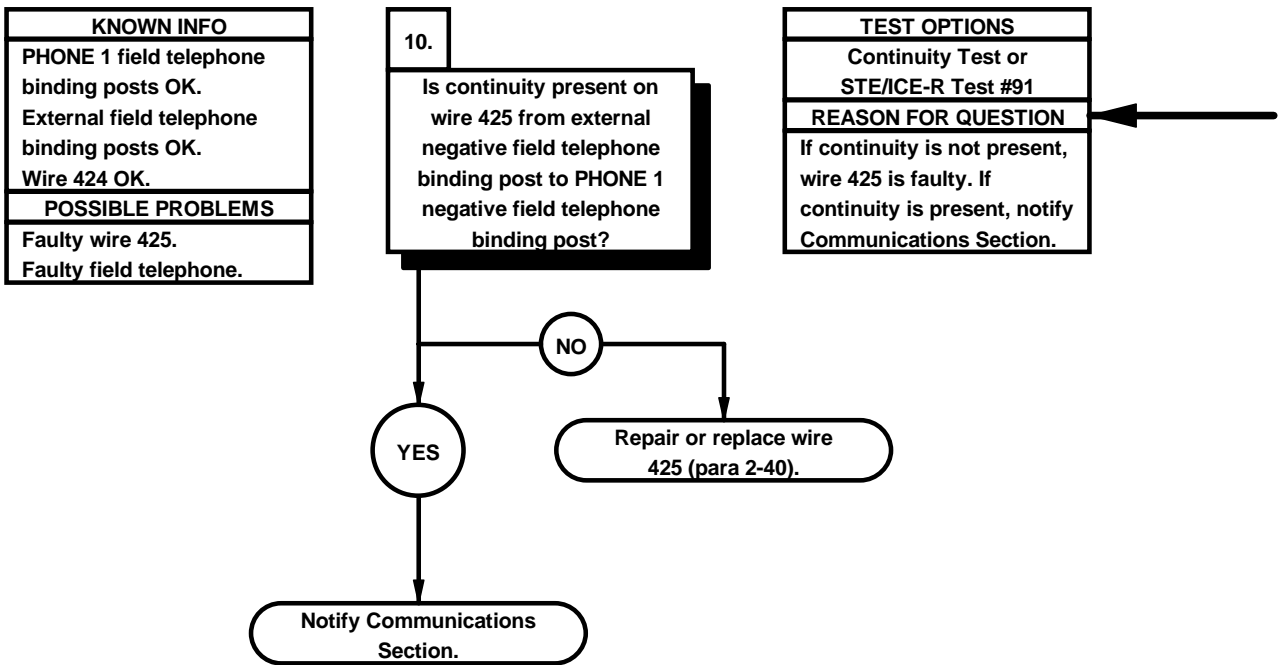 KNOWN INFO
PHONE 1 field telephone
binding posts OK.
External field telephone
binding posts OK.
Wire 424 OK.
POSSIBLE PROBLEMS
Faulty wire 425.
Faulty field telephone.
10.
Is continuity present on
wire 425 from external
negative field telephone
binding post to PHONE 1
negative field telephone
binding post?
TEST OPTIONS
Continuity Test or
STE/ICE-R Test #91
REASON FOR QUESTION
If continuity is not present,
wire 425 is faulty. If
continuity is present, notify
Communications Section.
NO
YES
Repair or replace wire
425 (para 2-40).
Notify Communications
Section.